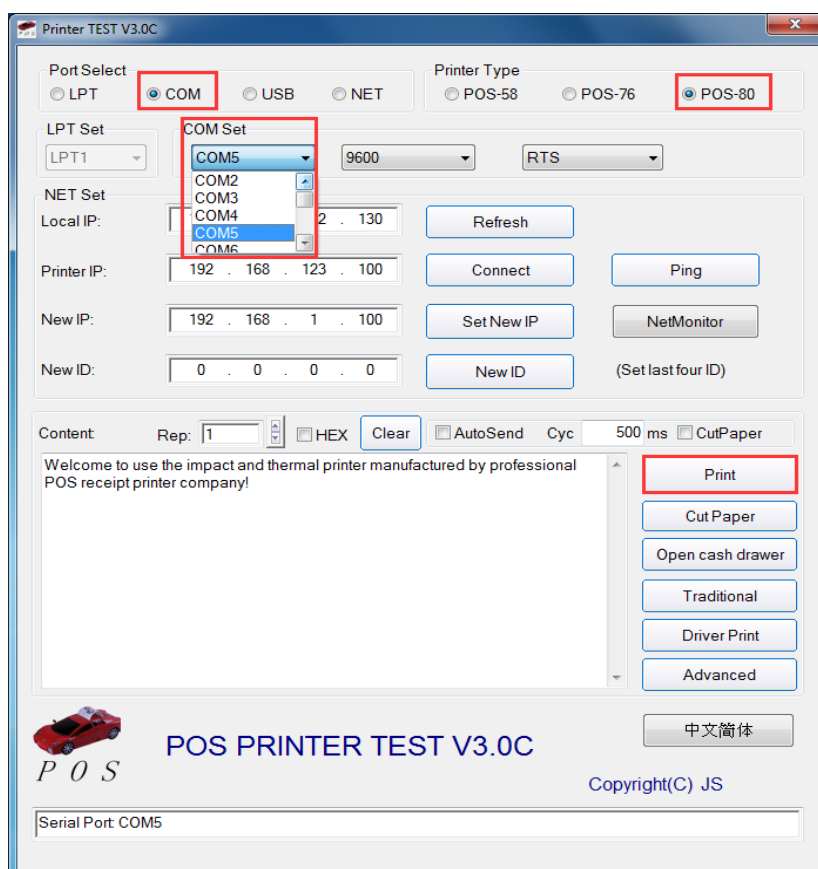 Printer TEST V3.0C
Port Select
LPT COM USB NET
Printer Type
POS-58 POS-76 POS-80
LPT Set
LPT1
COM Set
COM5 9600 RTS
COM2
COM3
COM4
COM5
COM6
NET Set
Local IP: 2 . 130 Refresh
Printer IP: 192 . 168 . 123 . 100 Connect Ping
New IP: 192 . 168 . 1 . 100 Set New IP NetMonitor
New ID: 0 . 0 . 0 . 0 New ID (Set last four ID)
Content: Rep: 1 HEX Clear AutoSend Cyc 500 ms CutPaper
Welcome to use the impact and thermal printer manufactured by professional
POS receipt printer company!
Print
Cut Paper
Open cash drawer
Traditional
Driver Print
Advanced
POS
POS PRINTER TEST V3.0C
中文简体
Copyright(C) JS
Serial Port: COM5